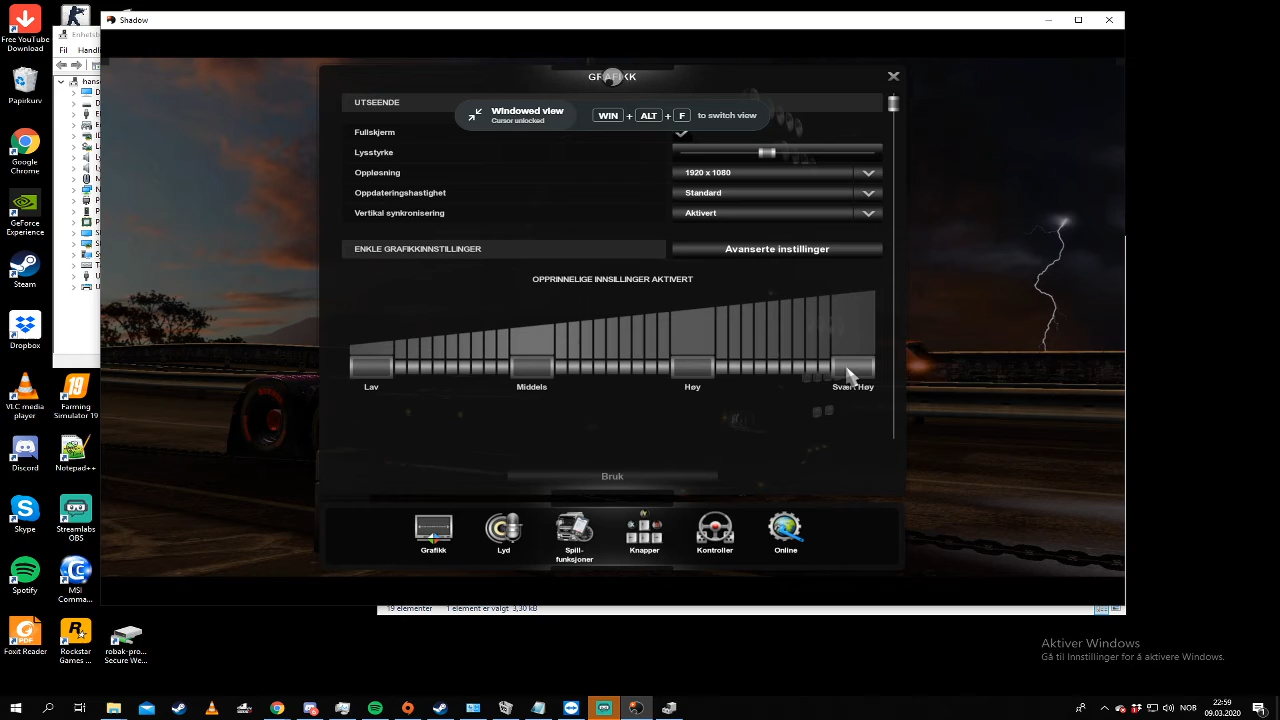 Free YouTube
Download
Papirkurv
Google
Chrome
GeForce
Experience
Steam
Dropbox
VLC media
player
Farming
Simulator 19
Discord
Notepad++
Skype
Streamlabs
OBS
Spotify
MSI
Comma...
Foxit Reader
Rockstar
Games ...
robak-pro...
Secure We...
Enhetsb
Fil
Handl
hans
Shadow
GRAFIKK
UTSEENDE
Windowed view
Cursor unlocked
WIN + ALT + F to switch view
Fullskjerm
Lysstyrke
Oppløsning
1920 x 1080
Oppdateringshastighet
Standard
Vertikal synkronisering
Aktivert
ENKLE GRAFIKKINNSTILLINGER
Avanserte instillinger
OPPRINNELIGE INNSILLINGER AKTIVERT
Lav
Middels
Høy
Svært Høy
Bruk
Grafikk
Lyd
Spill-
funksjoner
Knapper
Kontroller
Online
19 elementer
1 element er valgt 3,30 kB
Aktiver Windows
Gå til Innstillinger for å aktivere Windows.
NOB
22:59
09.03.2020